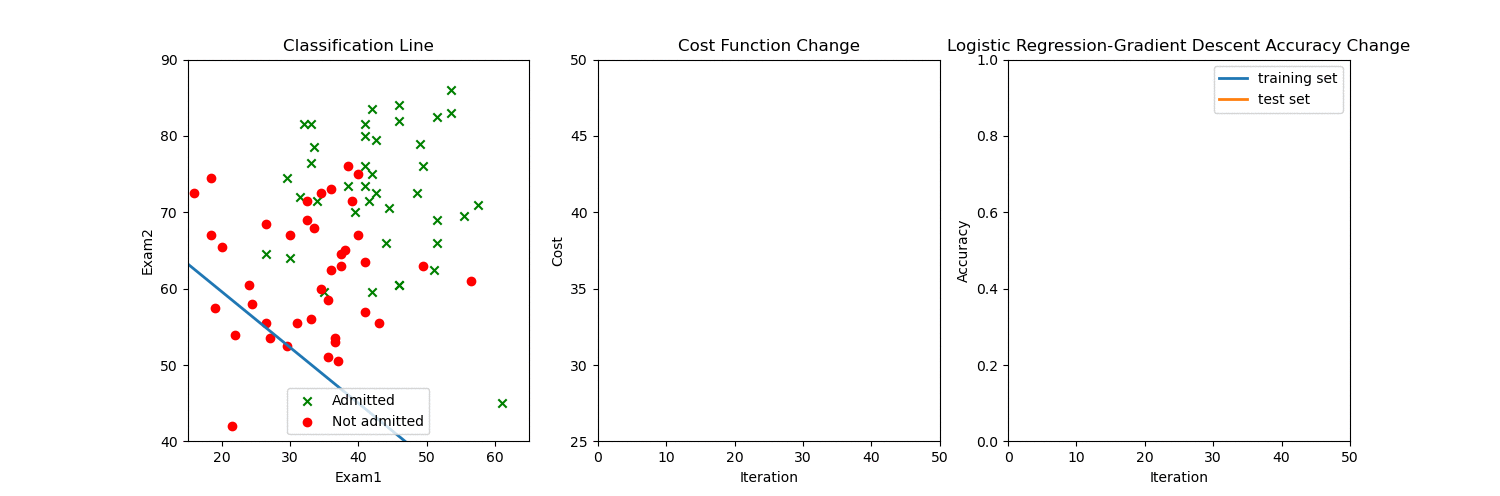 Classification Line
90
80
70
60
50
40
Exam2
20 30 40 50 60
Exam1
Admitted
Not admitted
Cost Function Change
50
45
40
35
30
25
Cost
0 10 20 30 40 50
Iteration
Logistic Regression-Gradient Descent Accuracy Change
1.0
0.8
0.6
0.4
0.2
0.0
Accuracy
0 10 20 30 40 50
Iteration
training set
test set